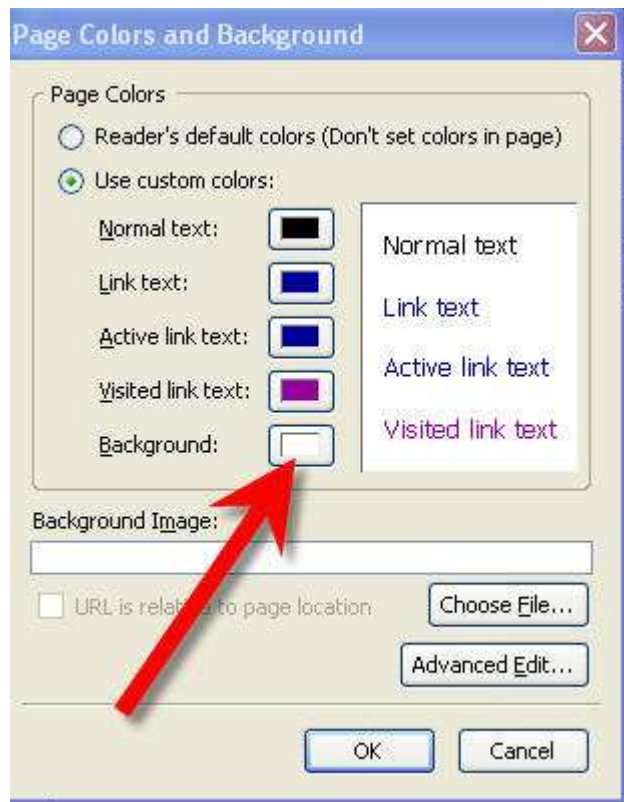 Page Colors and Background
Page Colors
Reader's default colors (Don't set colors in page)
Use custom colors:
Normal text:
Link text:
Active link text:
Visited link text:
Background:
Normal text
Link text
Active link text
Visited link text
Background Image:
URL is relative to page location
Choose File...
Advanced Edit...
OK
Cancel